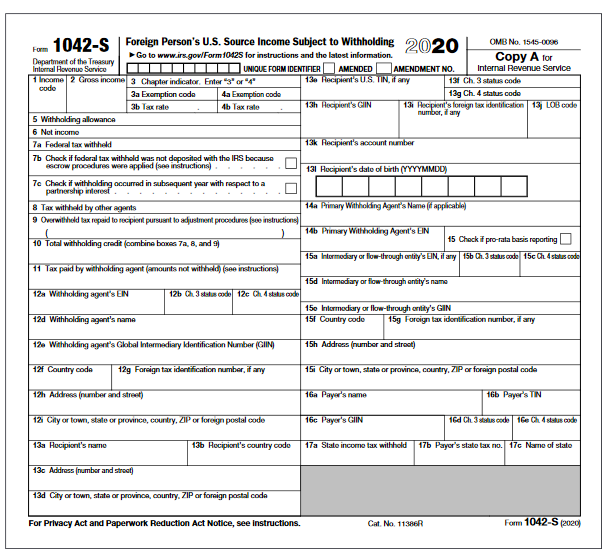 Form 1042-S
Department of the Treasury
Internal Revenue Service
Foreign Person's U.S. Source Income Subject to Withholding
▶ Go to www.irs.gov/Form1042S for instructions and the latest information.
2020
OMB No. 1545-0096
Copy A for
Internal Revenue Service
UNIQUE FORM IDENTIFIER
AMENDED
AMENDMENT NO.
1 Income code
2 Gross income
3 Chapter indicator. Enter "3" or "4"
3a Exemption code
4a Exemption code
3b Tax rate .
4b Tax rate .
5 Withholding allowance
6 Net income
7a Federal tax withheld
7b Check if federal tax withheld was not deposited with the IRS because
escrow procedures were applied (see instructions) . . . . . .
7c Check if withholding occurred in subsequent year with respect to a
partnership interest . . . . . . . . . . . . .
8 Tax withheld by other agents
9 Overwithheld tax repaid to recipient pursuant to adjustment procedures (see instructions)
( )
10 Total withholding credit (combine boxes 7a, 8, and 9)
11 Tax paid by withholding agent (amounts not withheld) (see instructions)
12a Withholding agent's EIN
12b Ch. 3 status code
12c Ch. 4 status code
12d Withholding agent's name
12e Withholding agent's Global Intermediary Identification Number (GIIN)
12f Country code
12g Foreign tax identification number, if any
12h Address (number and street)
12i City or town, state or province, country, ZIP or foreign postal code
13a Recipient's name
13b Recipient's country code
13c Address (number and street)
13d City or town, state or province, country, ZIP or foreign postal code
13e Recipient's U.S. TIN, if any
13f Ch. 3 status code
13g Ch. 4 status code
13h Recipient's GIIN
13i Recipient's foreign tax identification
number, if any
13j LOB code
13k Recipient's account number
13l Recipient's date of birth (YYYYMMDD)
14a Primary Withholding Agent's Name (if applicable)
14b Primary Withholding Agent's EIN
15 Check if pro-rata basis reporting
15a Intermediary or flow-through entity's EIN, if any
15b Ch. 3 status code
15c Ch. 4 status code
15d Intermediary or flow-through entity's name
15e Intermediary or flow-through entity's GIIN
15f Country code
15g Foreign tax identification number, if any
15h Address (number and street)
15i City or town, state or province, country, ZIP or foreign postal code
16a Payer's name
16b Payer's TIN
16c Payer's GIIN
16d Ch. 3 status code
16e Ch. 4 status code
17a State income tax withheld
17b Payer's state tax no.
17c Name of state
For Privacy Act and Paperwork Reduction Act Notice, see instructions.
Cat. No. 11386R
Form 1042-S (2020)